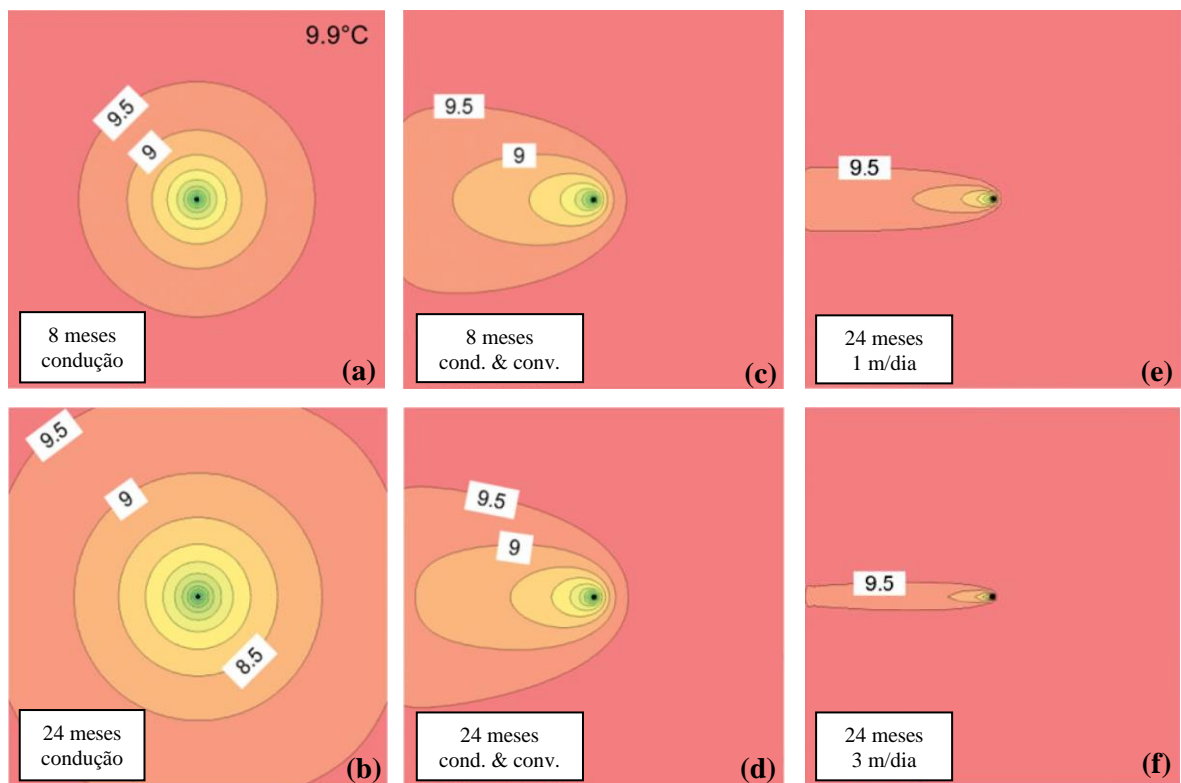 9.9°C
9.5
9
8 meses
condução
(a)
9.5
9
8 meses
cond. & conv.
(c)
9.5
24 meses
1 m/dia
(e)
9.5
9
8.5
24 meses
condução
(b)
9.5
9
24 meses
cond. & conv.
(d)
9.5
24 meses
3 m/dia
(f)